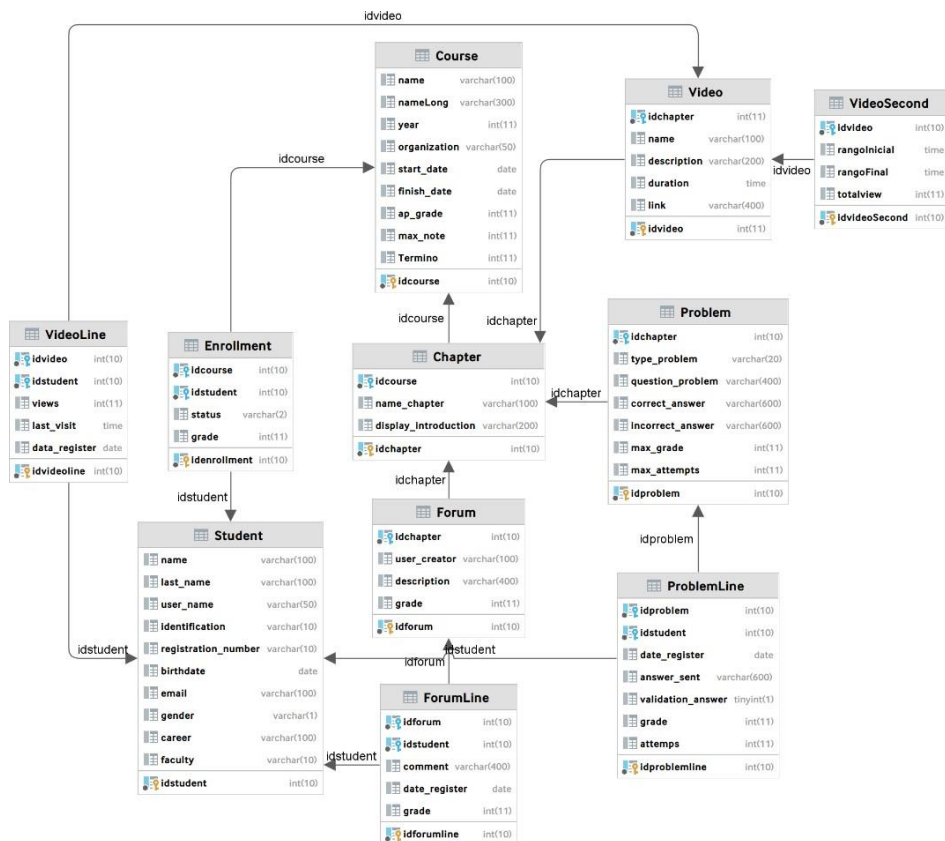 idvideo
Course
name varchar(100)
nameLong varchar(300)
year int(11)
organization varchar(50)
start_date date
finish_date date
ap_grade int(11)
max_note int(11)
Termino int(11)
idcourse int(10)
Video
idchapter int(11)
name varchar(100)
description varchar(200)
duration time
link varchar(400)
idvideo int(11)
VideoSecond
idvideo int(10)
rangoInicial time
rangoFinal time
totalview int(11)
idvideoSecond int(10)
idvideo
idcourse
idcourse
idchapter
VideoLine
idvideo int(10)
idstudent int(10)
views int(11)
last_visit time
data_register date
idvideoline int(10)
Enrollment
idcourse int(10)
idstudent int(10)
status varchar(2)
grade int(11)
idenrollment int(10)
Chapter
idcourse int(10)
name_chapter varchar(100)
display_introduction varchar(200)
idchapter int(10)
idchapter
Problem
idchapter int(10)
type_problem varchar(20)
question_problem varchar(400)
correct_answer varchar(600)
incorrect_answer varchar(600)
max_grade int(11)
max_attempts int(11)
idproblem int(10)
idchapter
idstudent
Student
name varchar(100)
last_name varchar(100)
user_name varchar(50)
identification varchar(10)
registration_number varchar(10)
birthdate date
email varchar(100)
gender varchar(1)
career varchar(100)
faculty varchar(10)
idstudent int(10)
Forum
idchapter int(10)
user_creator varchar(100)
description varchar(400)
grade int(11)
idforum int(10)
idproblem
ProblemLine
idproblem int(10)
idstudent int(10)
date_register date
answer_sent varchar(600)
validation_answer tinyint(1)
grade int(11)
attemps int(11)
idproblemline int(10)
idstudent
idstudent
idforum
ForumLine
idforum int(10)
idstudent int(10)
comment varchar(400)
date_register date
grade int(11)
idforumline int(10)
idstudent